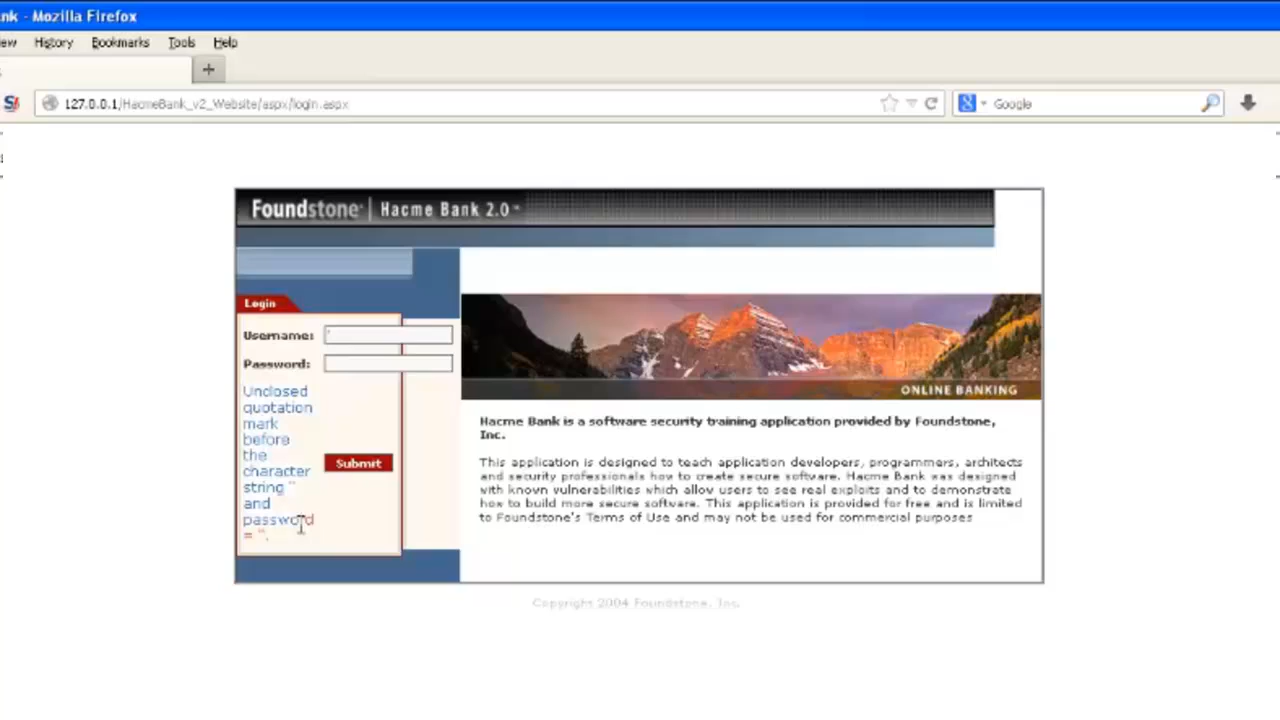 nk - Mozilla Firefox
ew History Bookmarks Tools Help
+
S 127.0.0.1/HacmeBank_v2_Website/aspx/login.aspx Google
Foundstone | Hacme Bank 2.0™
Login
Username: '
Password:
Unclosed
quotation
mark
before
the
character
string ''
and
password
= ''.
Submit
ONLINE BANKING
Hacme Bank is a software security training application provided by Foundstone,
Inc.
This application is designed to teach application developers, programmers, architects
and security professionals how to create secure software. Hacme Bank was designed
with known vulnerabilities which allow users to see real exploits and to demonstrate
how to build more secure software. This application is provided for free and is limited
to Foundstone's Terms of Use and may not be used for commercial purposes
Copyright 2004 Foundstone, Inc.